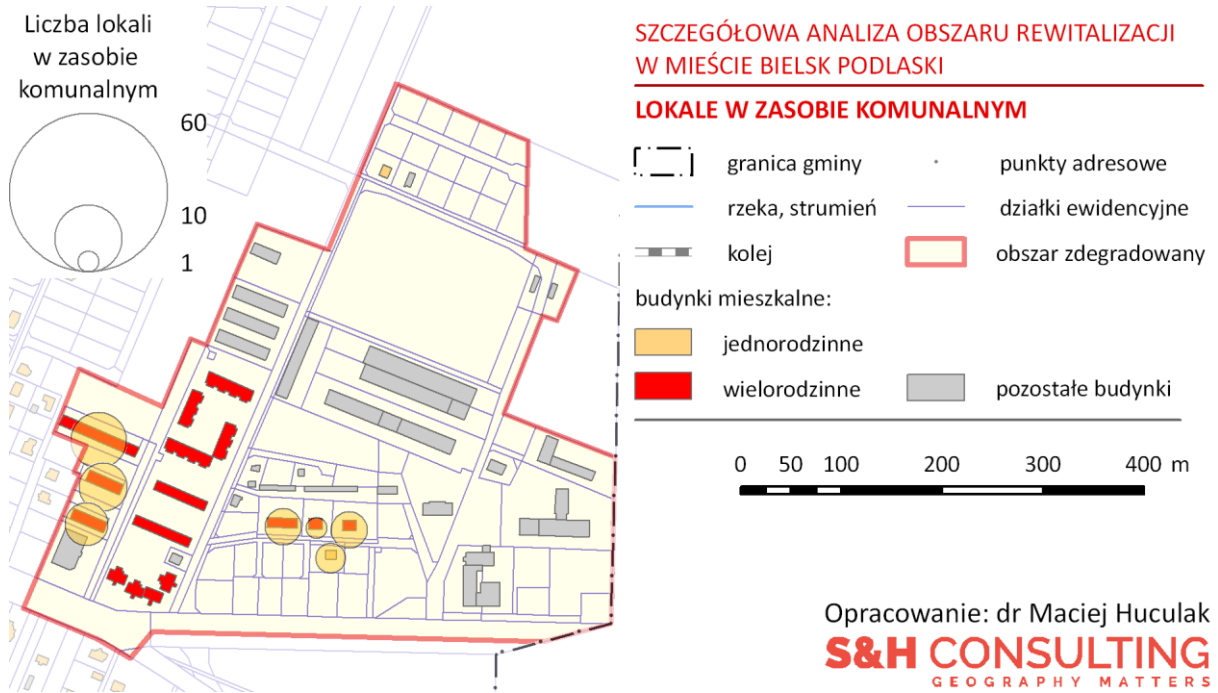 Liczba lokali
w zasobie
komunalnym
60
10
1
SZCZEGÓŁOWA ANALIZA OBSZARU REWITALIZACJI
W MIEŚCIE BIELSK PODLASKI
LOKALE W ZASOBIE KOMUNALNYM
granica gminy
punkty adresowe
rzeka, strumień
działki ewidencyjne
kolej
obszar zdegradowany
budynki mieszkalne:
jednorodzinne
wielorodzinne
pozostałe budynki
0 50 100 200 300 400 m
Opracowanie: dr Maciej Huculak
S&H CONSULTING
GEOGRAPHY MATTERS